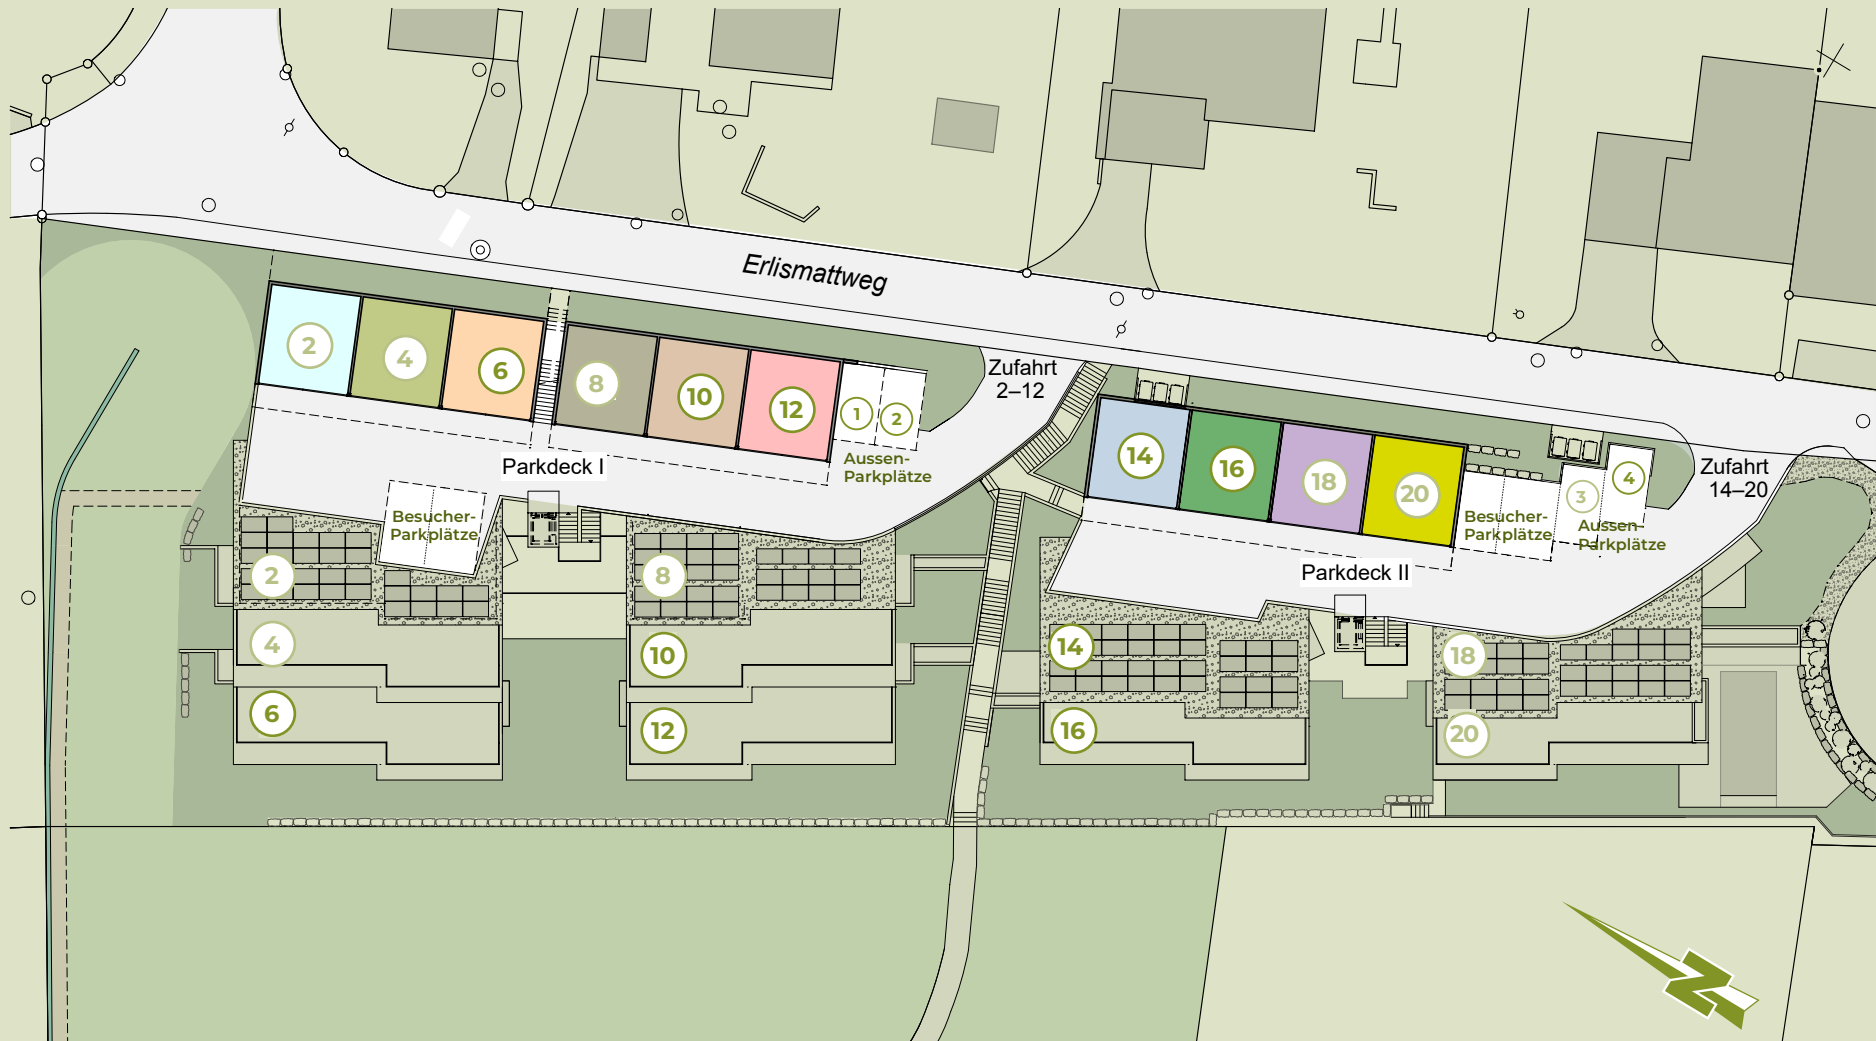 Erlismattweg
2
4
6
8
10
12
1
2
Aussen-
Parkplätze
Zufahrt
2–12
Parkdeck I
Besucher-
Parkplätze
14
16
18
20
Besucher-
Parkplätze
3
4
Aussen-
Parkplätze
Zufahrt
14–20
Parkdeck II
2
4
6
8
10
12
14
16
18
20
N